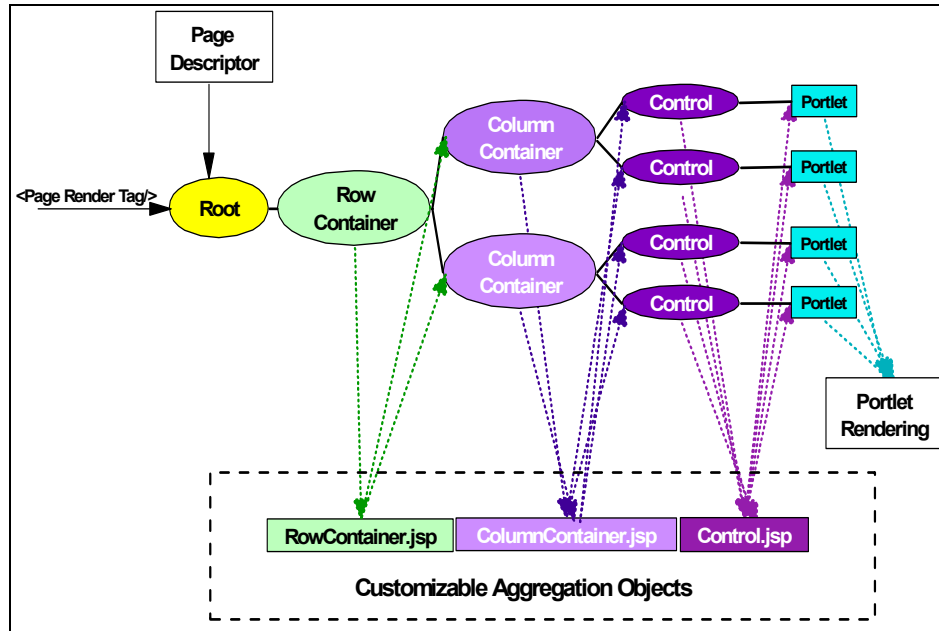 Page
Descriptor
<Page Render Tag/>
Root
Row
Container
Column
Container
Column
Container
Control
Control
Control
Control
Portlet
Portlet
Portlet
Portlet
Portlet
Rendering
RowContainer.jsp
ColumnContainer.jsp
Control.jsp
Customizable Aggregation Objects